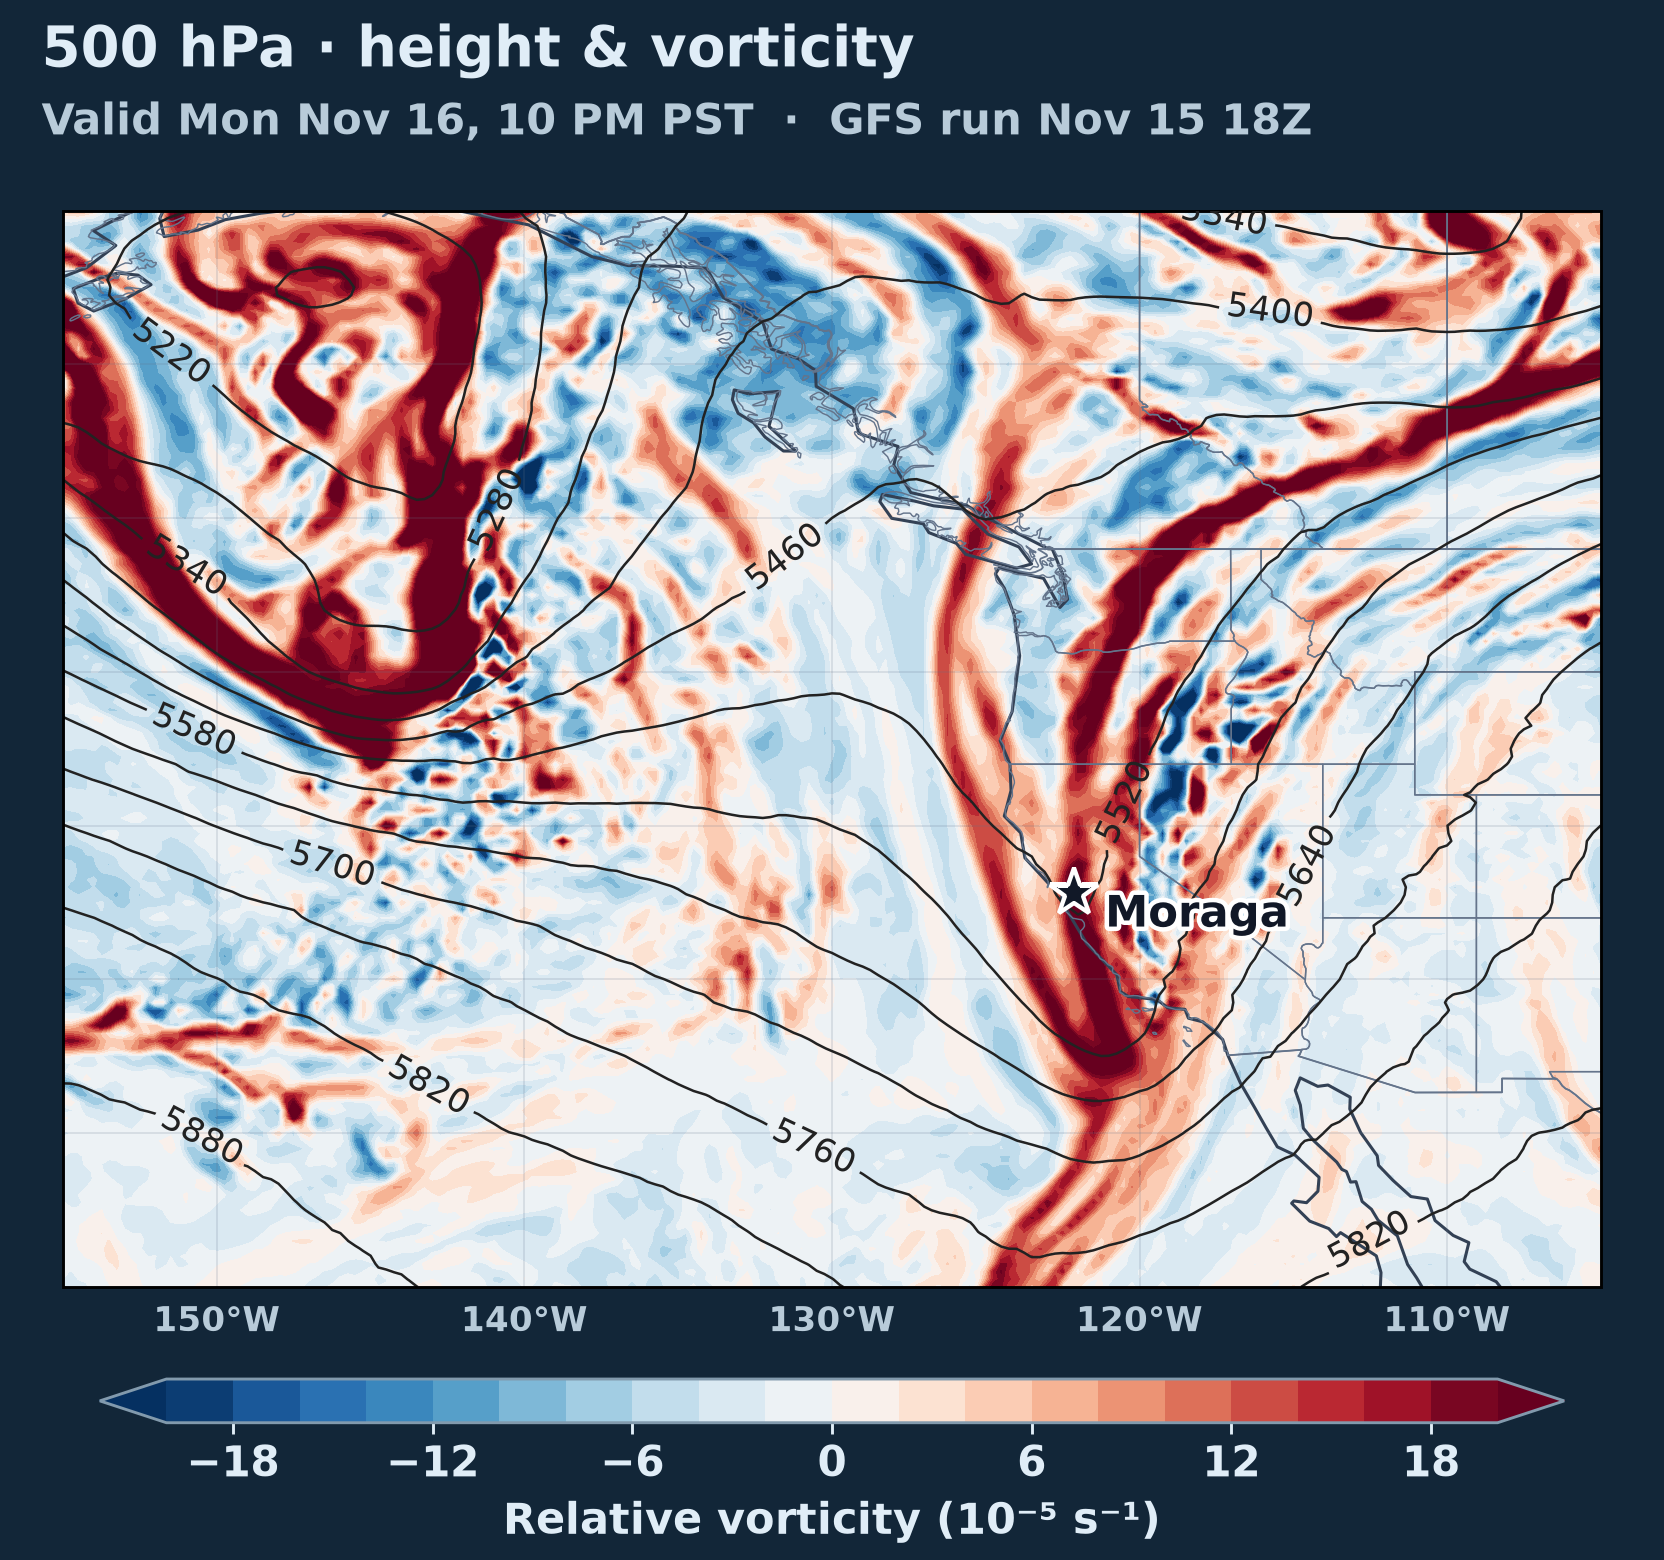 500 hPa · height & vorticity
Valid Mon Nov 16, 10 PM PST · GFS run Nov 15 18Z
5340
5400
5220
5280
5460
5340
5580
5520
5640
5700
Moraga
5820
5880
5760
5820
150°W 140°W 130°W 120°W 110°W
−18 −12 −6 0 6 12 18
Relative vorticity (10⁻⁵ s⁻¹)